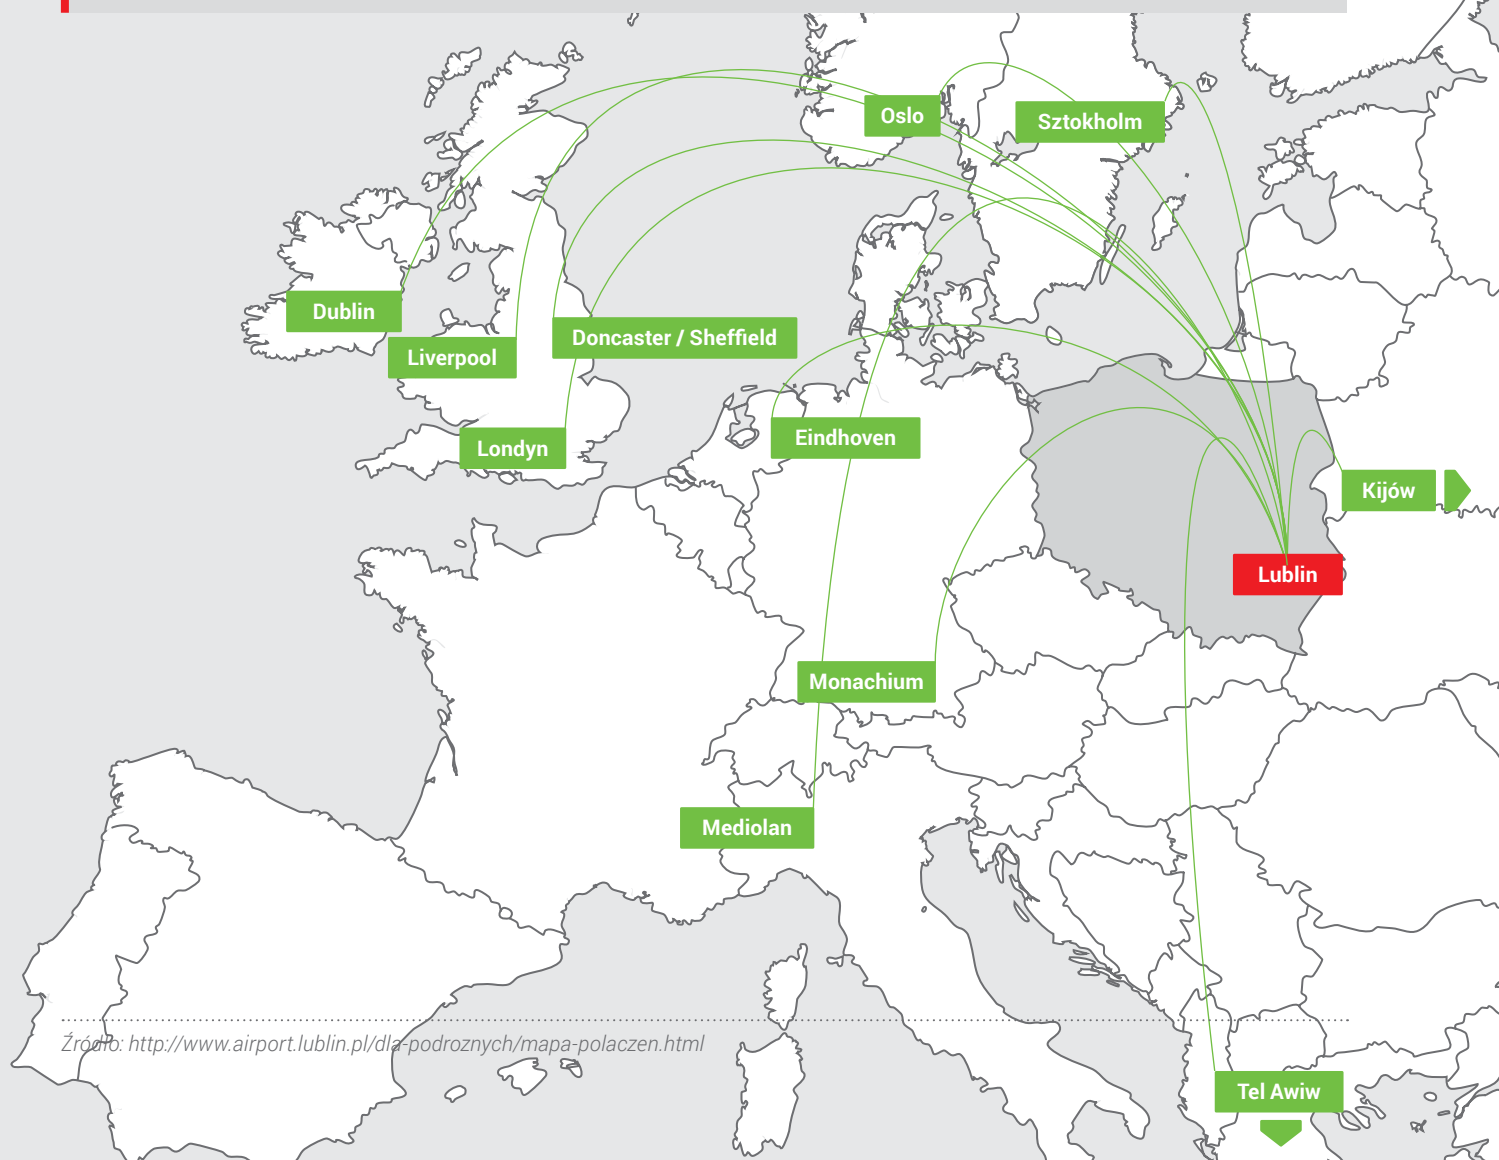 Oslo
Sztokholm
Dublin
Liverpool
Doncaster / Sheffield
Londyn
Eindhoven
Kijów
Lublin
Monachium
Mediolan
Źródło: http://www.airport.lublin.pl/dla-podroznych/mapa-polaczen.html
Tel Awiw